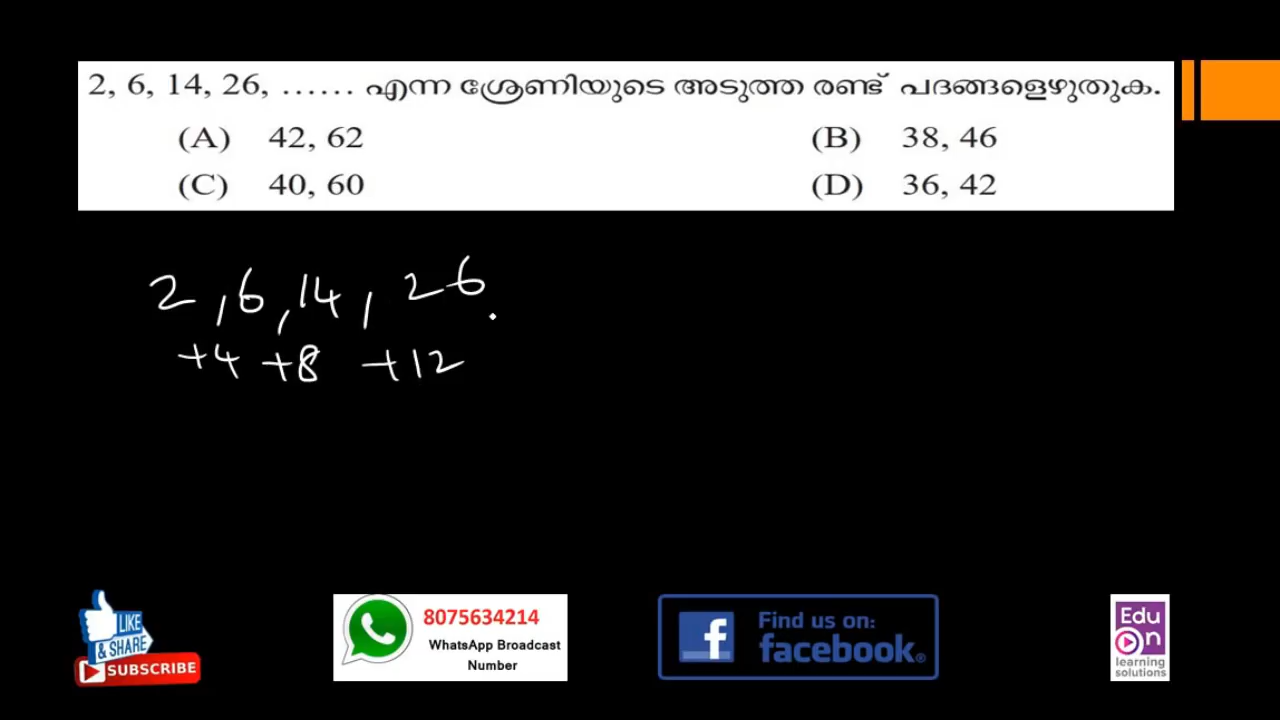 2, 6, 14, 26, ...... എന്ന ശ്രേണിയുടെ അടുത്ത രണ്ട് പദങ്ങളെഴുതുക.
(A) 42, 62 (B) 38, 46
(C) 40, 60 (D) 36, 42
2, 6, 14, 26
+4 +8 +12
LIKE
& SHARE
SUBSCRIBE
8075634214
WhatsApp Broadcast
Number
Find us on:
facebook®
Edu
On
learning
solutions